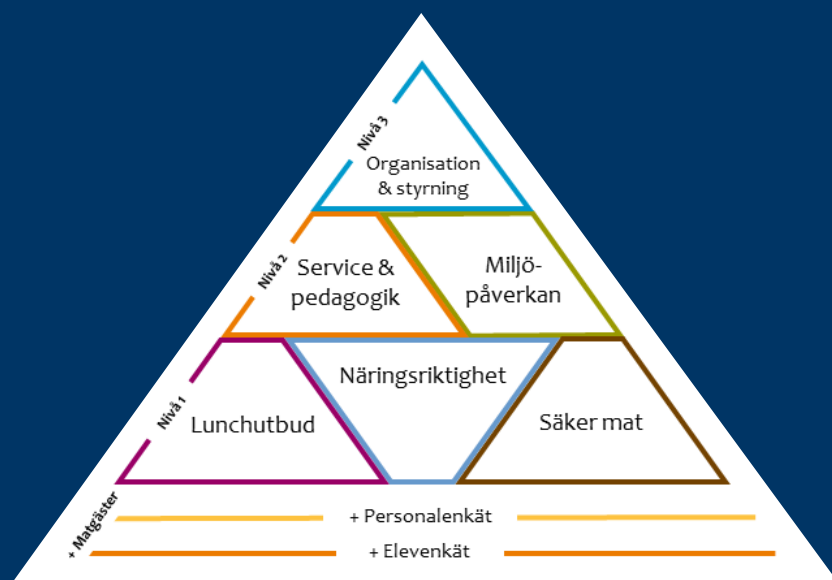 Nivå 3
Organisation
& styrning
Nivå 2
Service &
pedagogik
Miljö-
påverkan
Nivå 1
Lunchutbud
Näringsriktighet
Säker mat
+ Matgäster
+ Personalenkät
+ Elevenkät